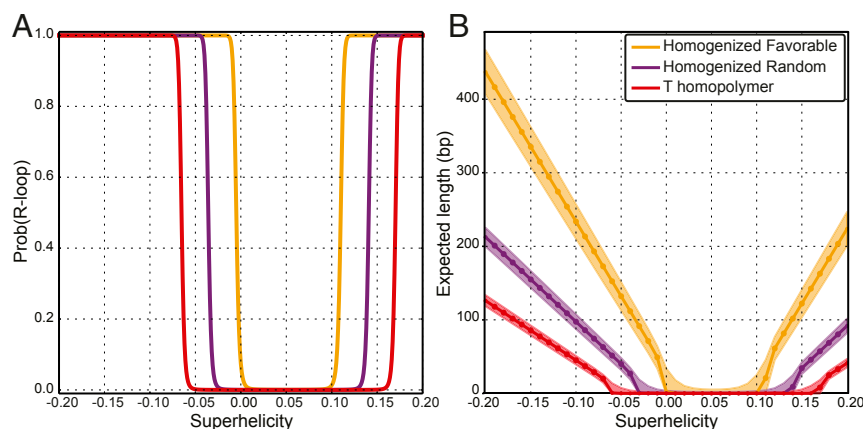 A
1.0
0.8
0.6
0.4
0.2
0.0
Prob(R-loop)
-0.20 -0.15 -0.10 -0.05 0.00 0.05 0.10 0.15 0.20
Superhelicity
B
Homogenized Favorable
Homogenized Random
T homopolymer
400
300
200
100
0
Expected length (bp)
-0.20 -0.15 -0.10 -0.05 0.00 0.05 0.10 0.15 0.20
Superhelicity